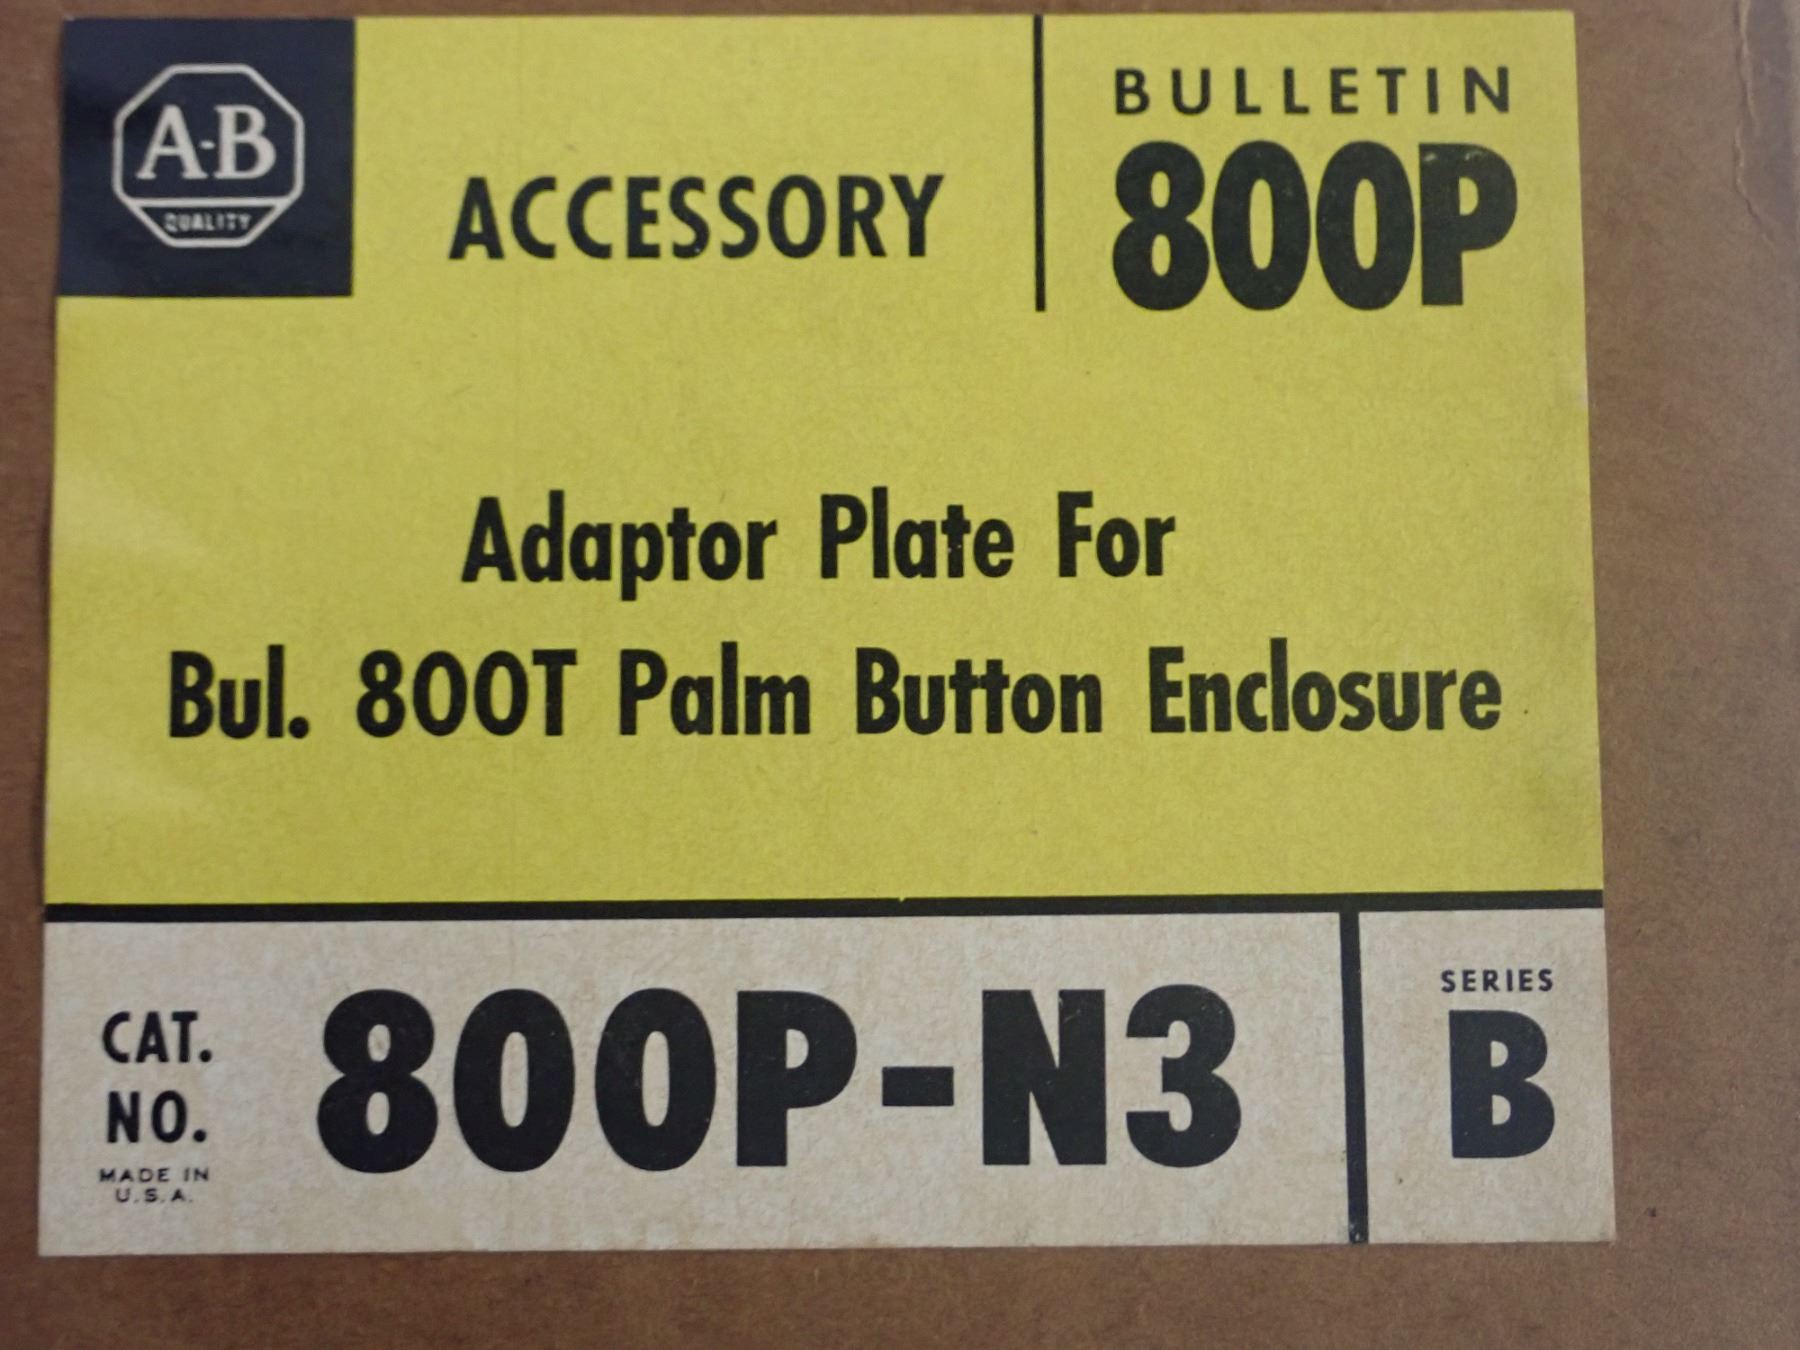 A-B
QUALITY
ACCESSORY
BULLETIN
800P
Adaptor Plate For
Bul. 800T Palm Button Enclosure
CAT.
NO.
MADE IN
U.S.A.
800P-N3
SERIES
B